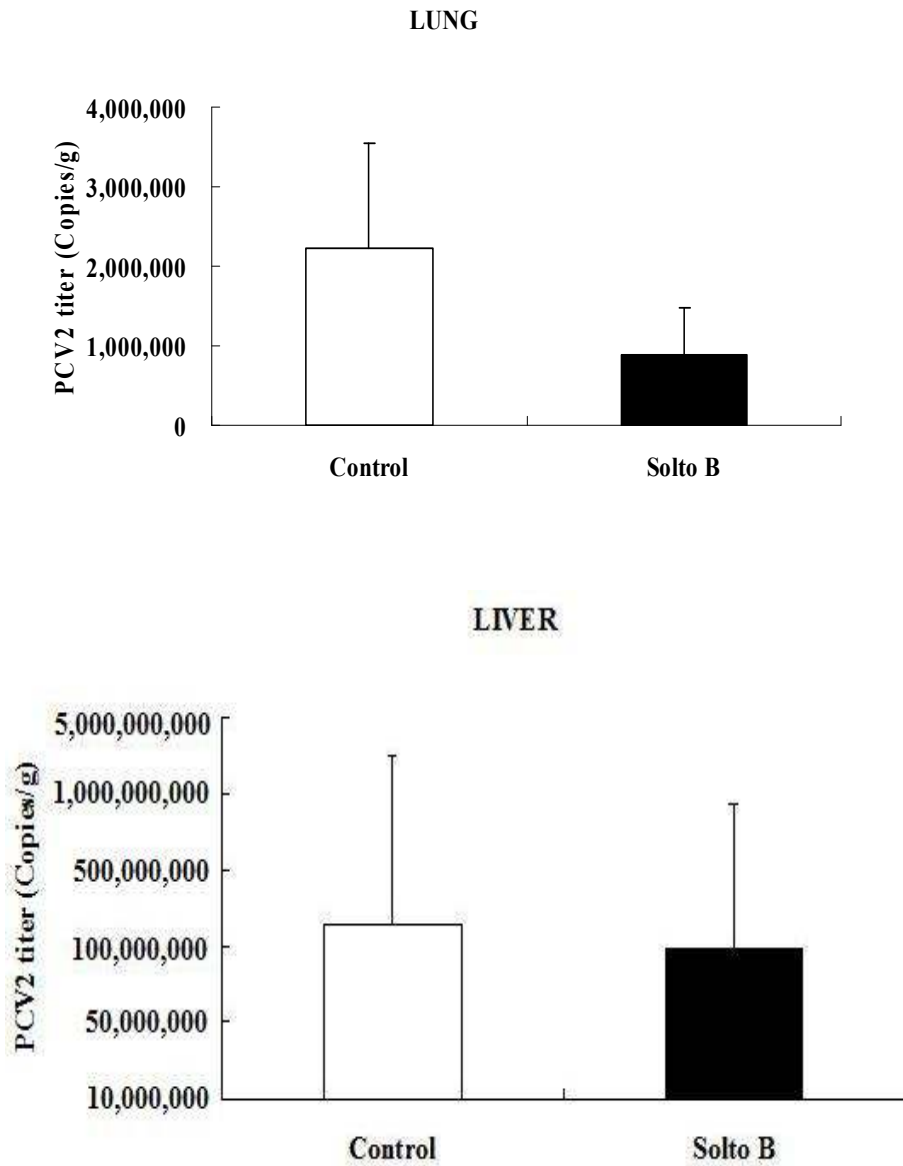 LUNG
PCV2 titer (Copies/g)
4,000,000
3,000,000
2,000,000
1,000,000
0
Control Solto B
LIVER
PCV2 titer (Copies/g)
5,000,000,000
1,000,000,000
500,000,000
100,000,000
50,000,000
10,000,000
Control Solto B